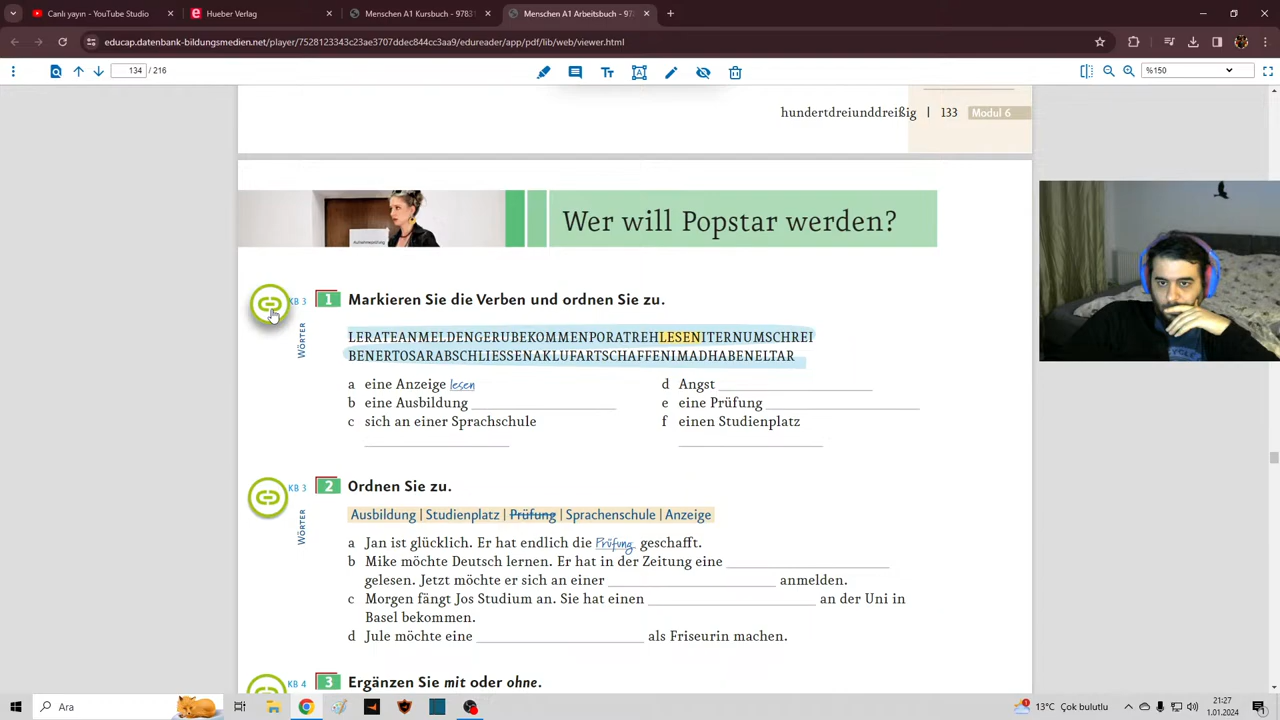 Canlı yayın - YouTube Studio
Hueber Verlag
Menschen A1 Kursbuch - 9783
Menschen A1 Arbeitsbuch - 978
educap.datenbank-bildungsmedien.net/player/7528123343c23ae3707ddec844cc3aa9/edureader/app/pdf/lib/web/viewer.html
134 / 216
%150
hundertdreiunddreißig | 133 Modul 6
Aufnahmeprüfung
Wer will Popstar werden?
KB 3 1 Markieren Sie die Verben und ordnen Sie zu.
WÖRTER
LERATEANMELDENGERUBEKOMMENPORATREHLESENITERNUMSCHREI
BENERTOSARABSCHLIESSENAKLUFARTSCHAFFENIMADHABENELTAR
a eine Anzeige lesen
b eine Ausbildung
c sich an einer Sprachschule
d Angst
e eine Prüfung
f einen Studienplatz
KB 3 2 Ordnen Sie zu.
WÖRTER
Ausbildung | Studienplatz | Prüfung | Sprachenschule | Anzeige
a Jan ist glücklich. Er hat endlich die Prüfung geschafft.
b Mike möchte Deutsch lernen. Er hat in der Zeitung eine
gelesen. Jetzt möchte er sich an einer anmelden.
c Morgen fängt Jos Studium an. Sie hat einen an der Uni in
Basel bekommen.
d Jule möchte eine als Friseurin machen.
KB 4 3 Ergänzen Sie mit oder ohne.
Ara
13°C Çok bulutlu
21:27
1.01.2024